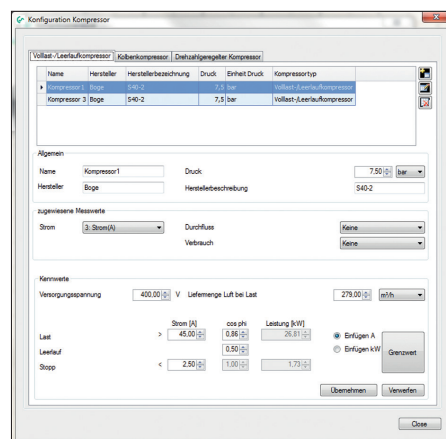 Konfiguration Kompressor
Volllast-/Leerlaufkompressor Kolbenkompressor Drehzahlgeregelter Kompressor
Name Hersteller Herstellerbezeichnung Druck Einheit Druck Kompressortyp
Kompressor1 Boge S40-2 7,5 bar Volllast-/Leerlaufkompressor
Kompressor 3 Boge S40-2 7,5 bar Volllast-/Leerlaufkompressor
Allgemein
Name Kompressor1 Druck 7,50 bar
Hersteller Boge Herstellerbeschreibung S40-2
zugewiesene Messwerte
Strom 3: Strom(A) Durchfluss Keine
Verbrauch Keine
Kennwerte
Versorgungsspannung 400,00 V Liefermenge Luft bei Last 279,00 m³/h
Strom [A] cos phi Leistung [kW]
Last > 45,00 0,86 26,81 Einfügen A
Leerlauf 0,50 Einfügen kW Grenzwert
Stopp < 2,50 1,00 1,73
Übernehmen Verwerfen
Close